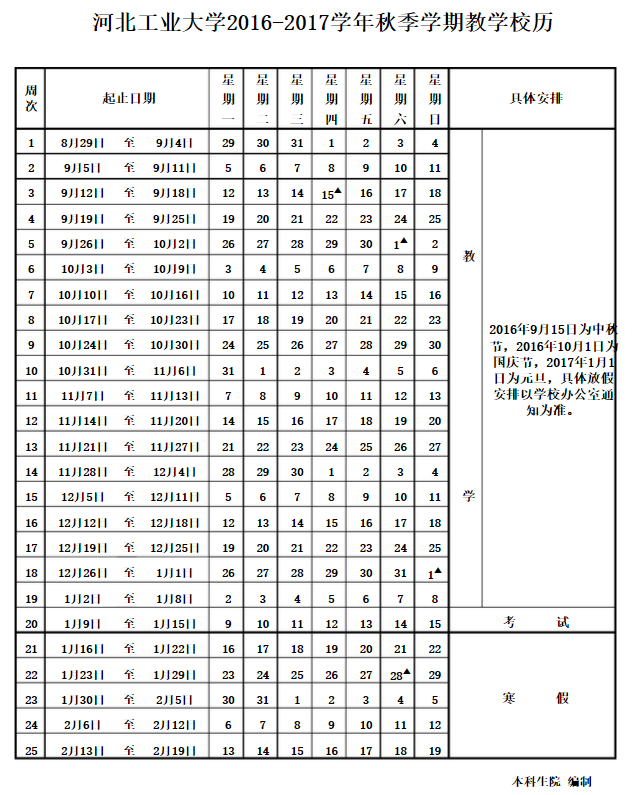 河北工业大学2016-2017学年秋季学期教学校历
周次 起止日期 星期一 星期二 星期三 星期四 星期五 星期六 星期日 具体安排
1 8月29日 至 9月4日 29 30 31 1 2 3 4
2 9月5日 至 9月11日 5 6 7 8 9 10 11
3 9月12日 至 9月18日 12 13 14 15▲ 16 17 18
4 9月19日 至 9月25日 19 20 21 22 23 24 25
5 9月26日 至 10月2日 26 27 28 29 30 1▲ 2
6 10月3日 至 10月9日 3 4 5 6 7 8 9
7 10月10日 至 10月16日 10 11 12 13 14 15 16
8 10月17日 至 10月23日 17 18 19 20 21 22 23
9 10月24日 至 10月30日 24 25 26 27 28 29 30
10 10月31日 至 11月6日 31 1 2 3 4 5 6
11 11月7日 至 11月13日 7 8 9 10 11 12 13
12 11月14日 至 11月20日 14 15 16 17 18 19 20
13 11月21日 至 11月27日 21 22 23 24 25 26 27
14 11月28日 至 12月4日 28 29 30 1 2 3 4
15 12月5日 至 12月11日 5 6 7 8 9 10 11
16 12月12日 至 12月18日 12 13 14 15 16 17 18
17 12月19日 至 12月25日 19 20 21 22 23 24 25
18 12月26日 至 1月1日 26 27 28 29 30 31 1▲
19 1月2日 至 1月8日 2 3 4 5 6 7 8
教学
2016年9月15日为中秋
节，2016年10月1日为
国庆节，2017年1月1
日为元旦，具体放假
安排以学校办公室通
知为准。
20 1月9日 至 1月15日 9 10 11 12 13 14 15 考 试
21 1月16日 至 1月22日 16 17 18 19 20 21 22
22 1月23日 至 1月29日 23 24 25 26 27 28▲ 29
23 1月30日 至 2月5日 30 31 1 2 3 4 5
24 2月6日 至 2月12日 6 7 8 9 10 11 12
25 2月13日 至 2月19日 13 14 15 16 17 18 19
寒 假
本科生院 编制